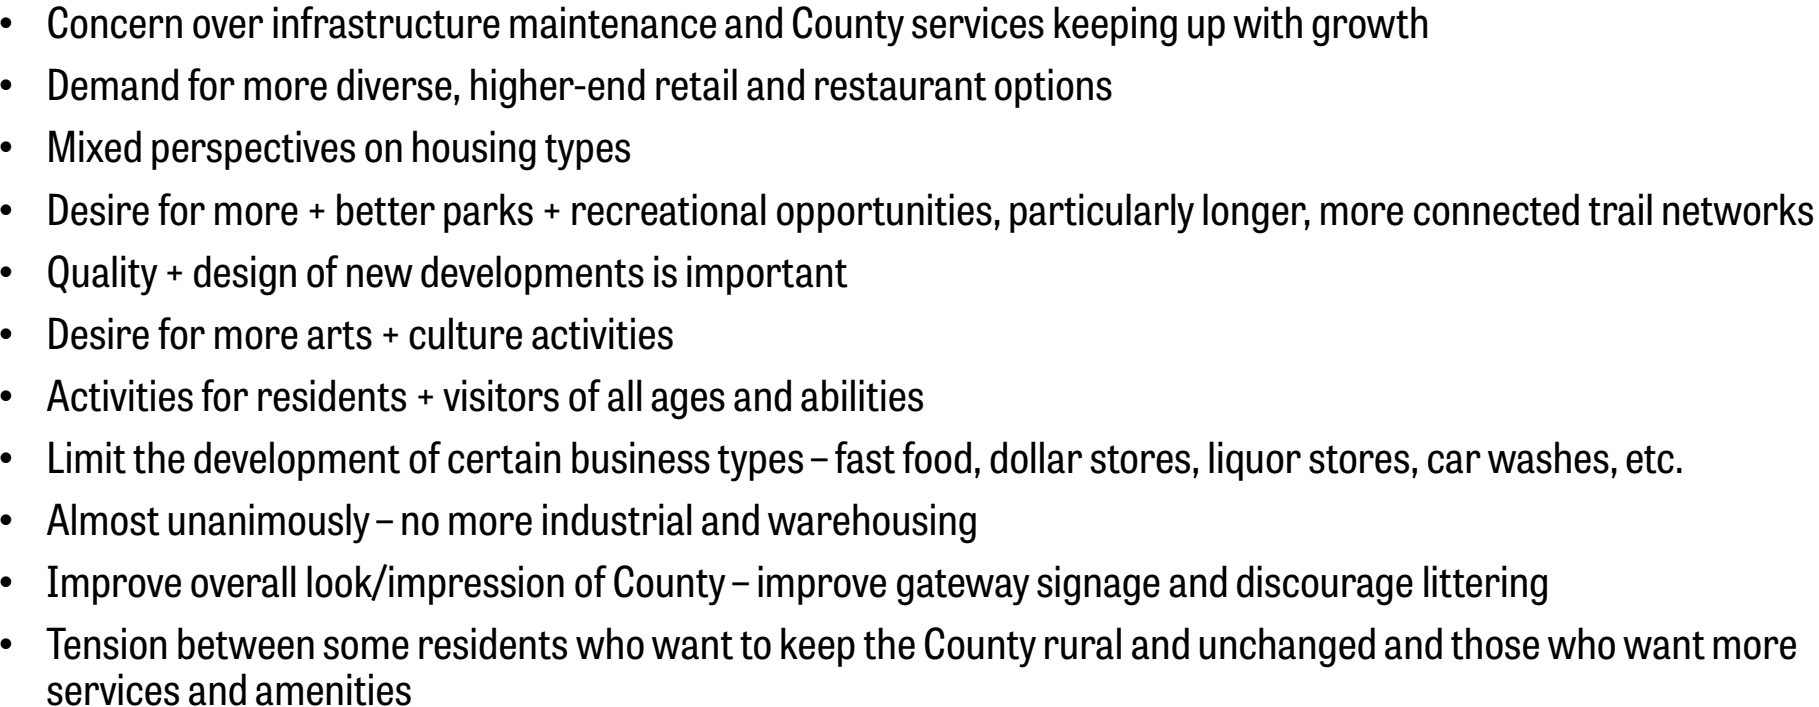 • Concern over infrastructure maintenance and County services keeping up with growth
• Demand for more diverse, higher-end retail and restaurant options
• Mixed perspectives on housing types
• Desire for more + better parks + recreational opportunities, particularly longer, more connected trail networks
• Quality + design of new developments is important
• Desire for more arts + culture activities
• Activities for residents + visitors of all ages and abilities
• Limit the development of certain business types – fast food, dollar stores, liquor stores, car washes, etc.
• Almost unanimously – no more industrial and warehousing
• Improve overall look/impression of County – improve gateway signage and discourage littering
• Tension between some residents who want to keep the County rural and unchanged and those who want more
services and amenities